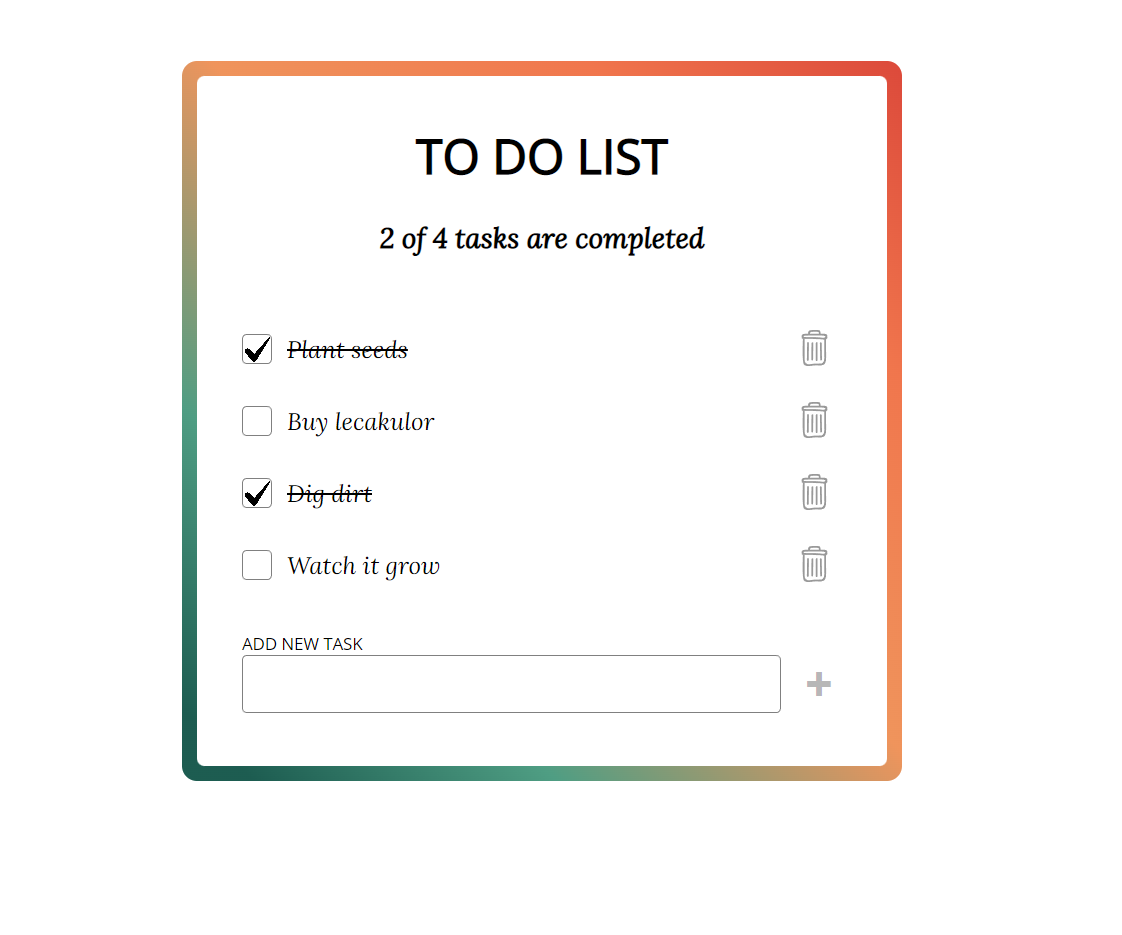 TO DO LIST
2 of 4 tasks are completed
Plant seeds
Buy lecakulor
Dig dirt
Watch it grow
ADD NEW TASK